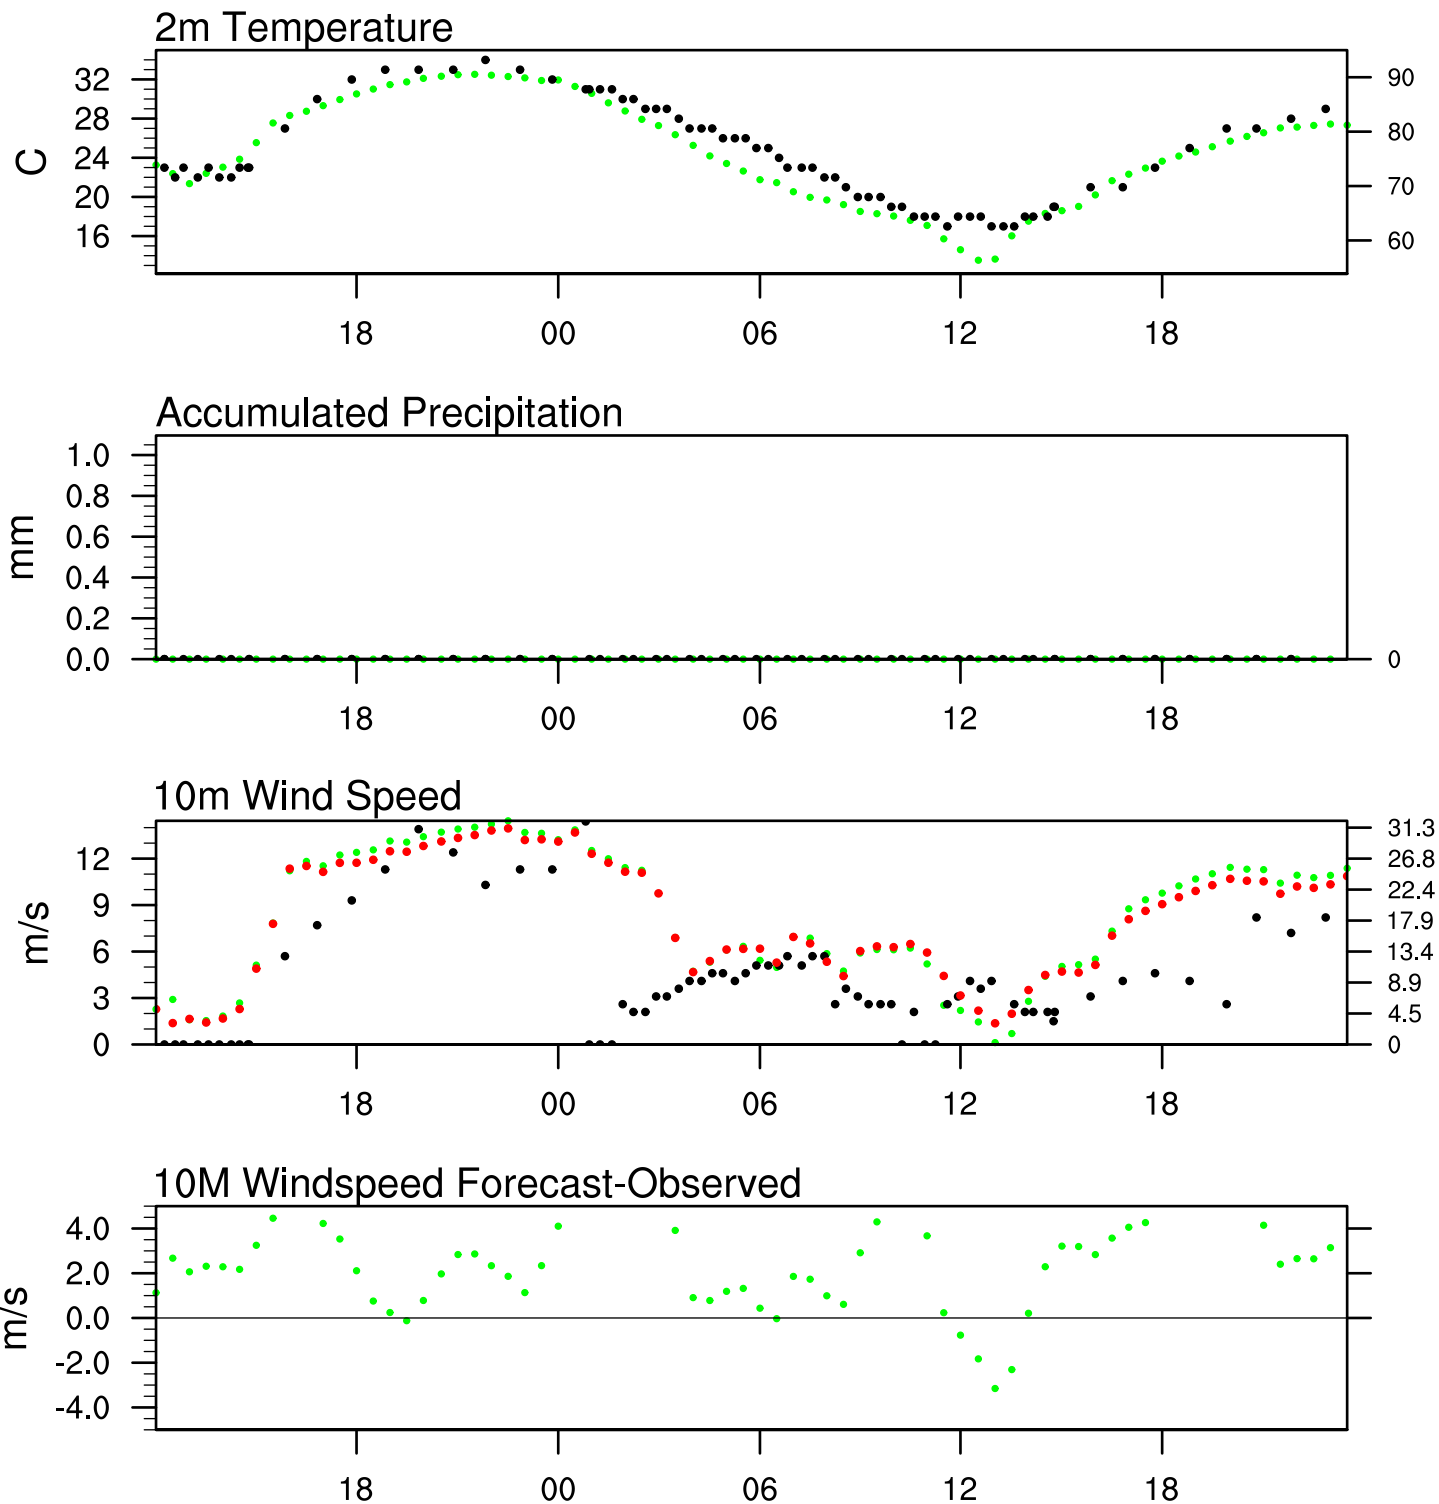 2m Temperature
32
28
24
20
16
C
90
80
70
60
18 00 06 12 18
Accumulated Precipitation
1.0
0.8
0.6
0.4
0.2
0.0
mm
0
18 00 06 12 18
10m Wind Speed
12
9
6
3
0
m/s
31.3
26.8
22.4
17.9
13.4
8.9
4.5
0
18 00 06 12 18
10M Windspeed Forecast-Observed
4.0
2.0
0.0
-2.0
-4.0
m/s
18 00 06 12 18